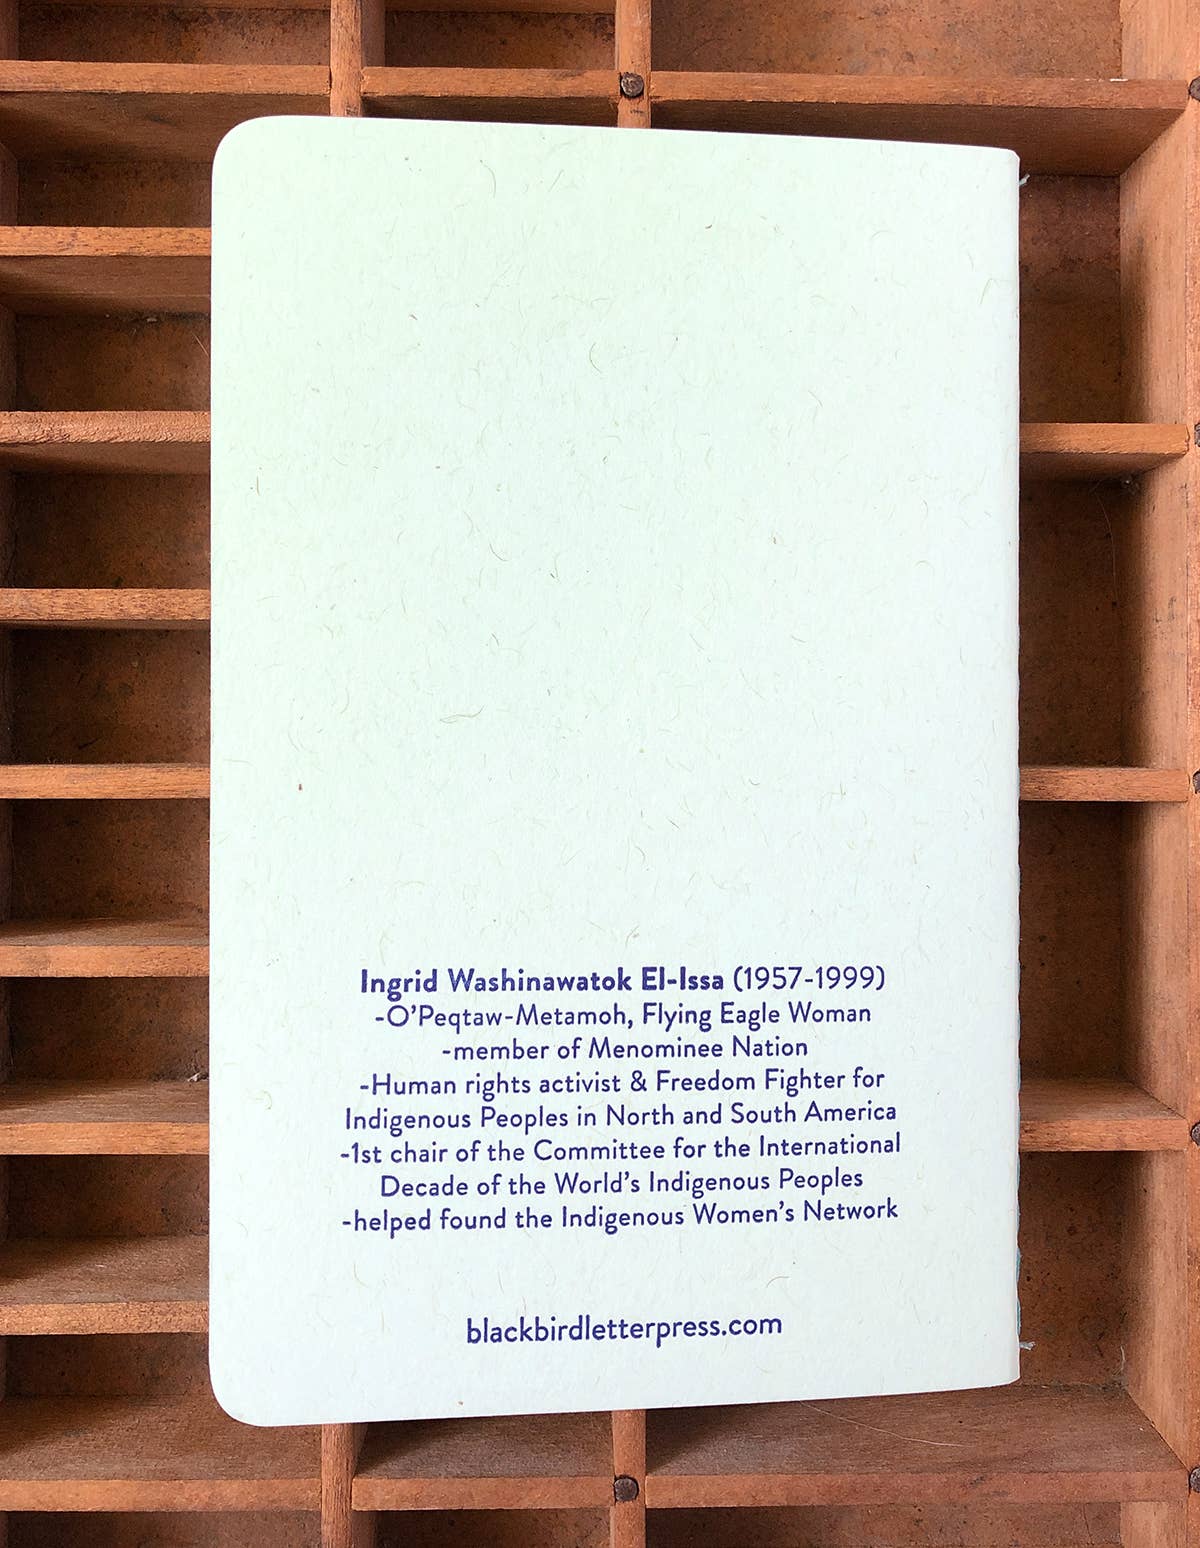 Ingrid Washinawatok El-Issa (1957-1999)
-O'Peqtaw-Metamoh, Flying Eagle Woman
-member of Menominee Nation
-Human rights activist & Freedom Fighter for
Indigenous Peoples in North and South America
-1st chair of the Committee for the International
Decade of the World's Indigenous Peoples
-helped found the Indigenous Women's Network
blackbirdletterpress.com